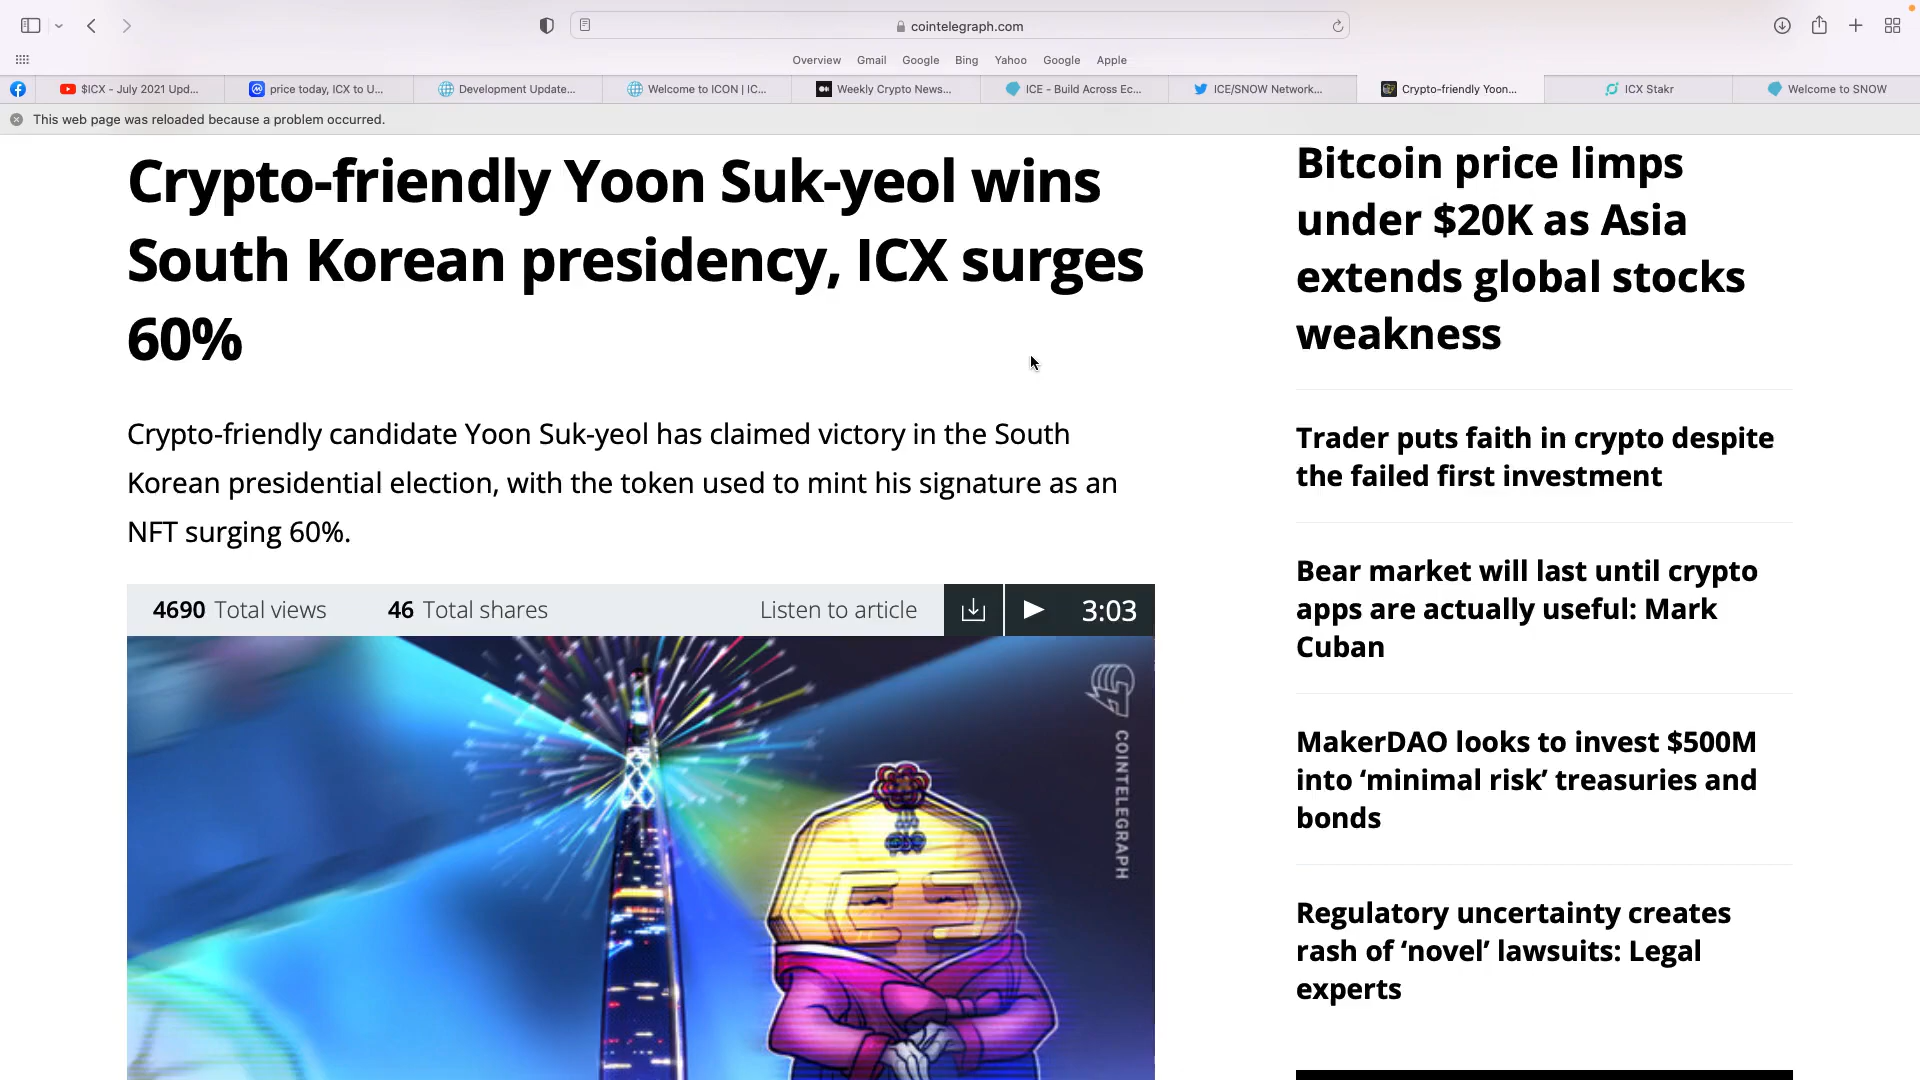 cointelegraph.com
Overview Gmail Google Bing Yahoo Google Apple
$ICX - July 2021 Upd... price today, ICX to U... Development Update... Welcome to ICON | IC... Weekly Crypto News... ICE - Build Across Ec... ICE/SNOW Network... Crypto-friendly Yoon... ICX Stakr Welcome to SNOW
This web page was reloaded because a problem occurred.
Crypto-friendly Yoon Suk-yeol wins
South Korean presidency, ICX surges
60%
Crypto-friendly candidate Yoon Suk-yeol has claimed victory in the South
Korean presidential election, with the token used to mint his signature as an
NFT surging 60%.
4690 Total views 46 Total shares Listen to article 3:03
COINTELEGRAPH
Bitcoin price limps
under $20K as Asia
extends global stocks
weakness
Trader puts faith in crypto despite
the failed first investment
Bear market will last until crypto
apps are actually useful: Mark
Cuban
MakerDAO looks to invest $500M
into ‘minimal risk’ treasuries and
bonds
Regulatory uncertainty creates
rash of ‘novel’ lawsuits: Legal
experts